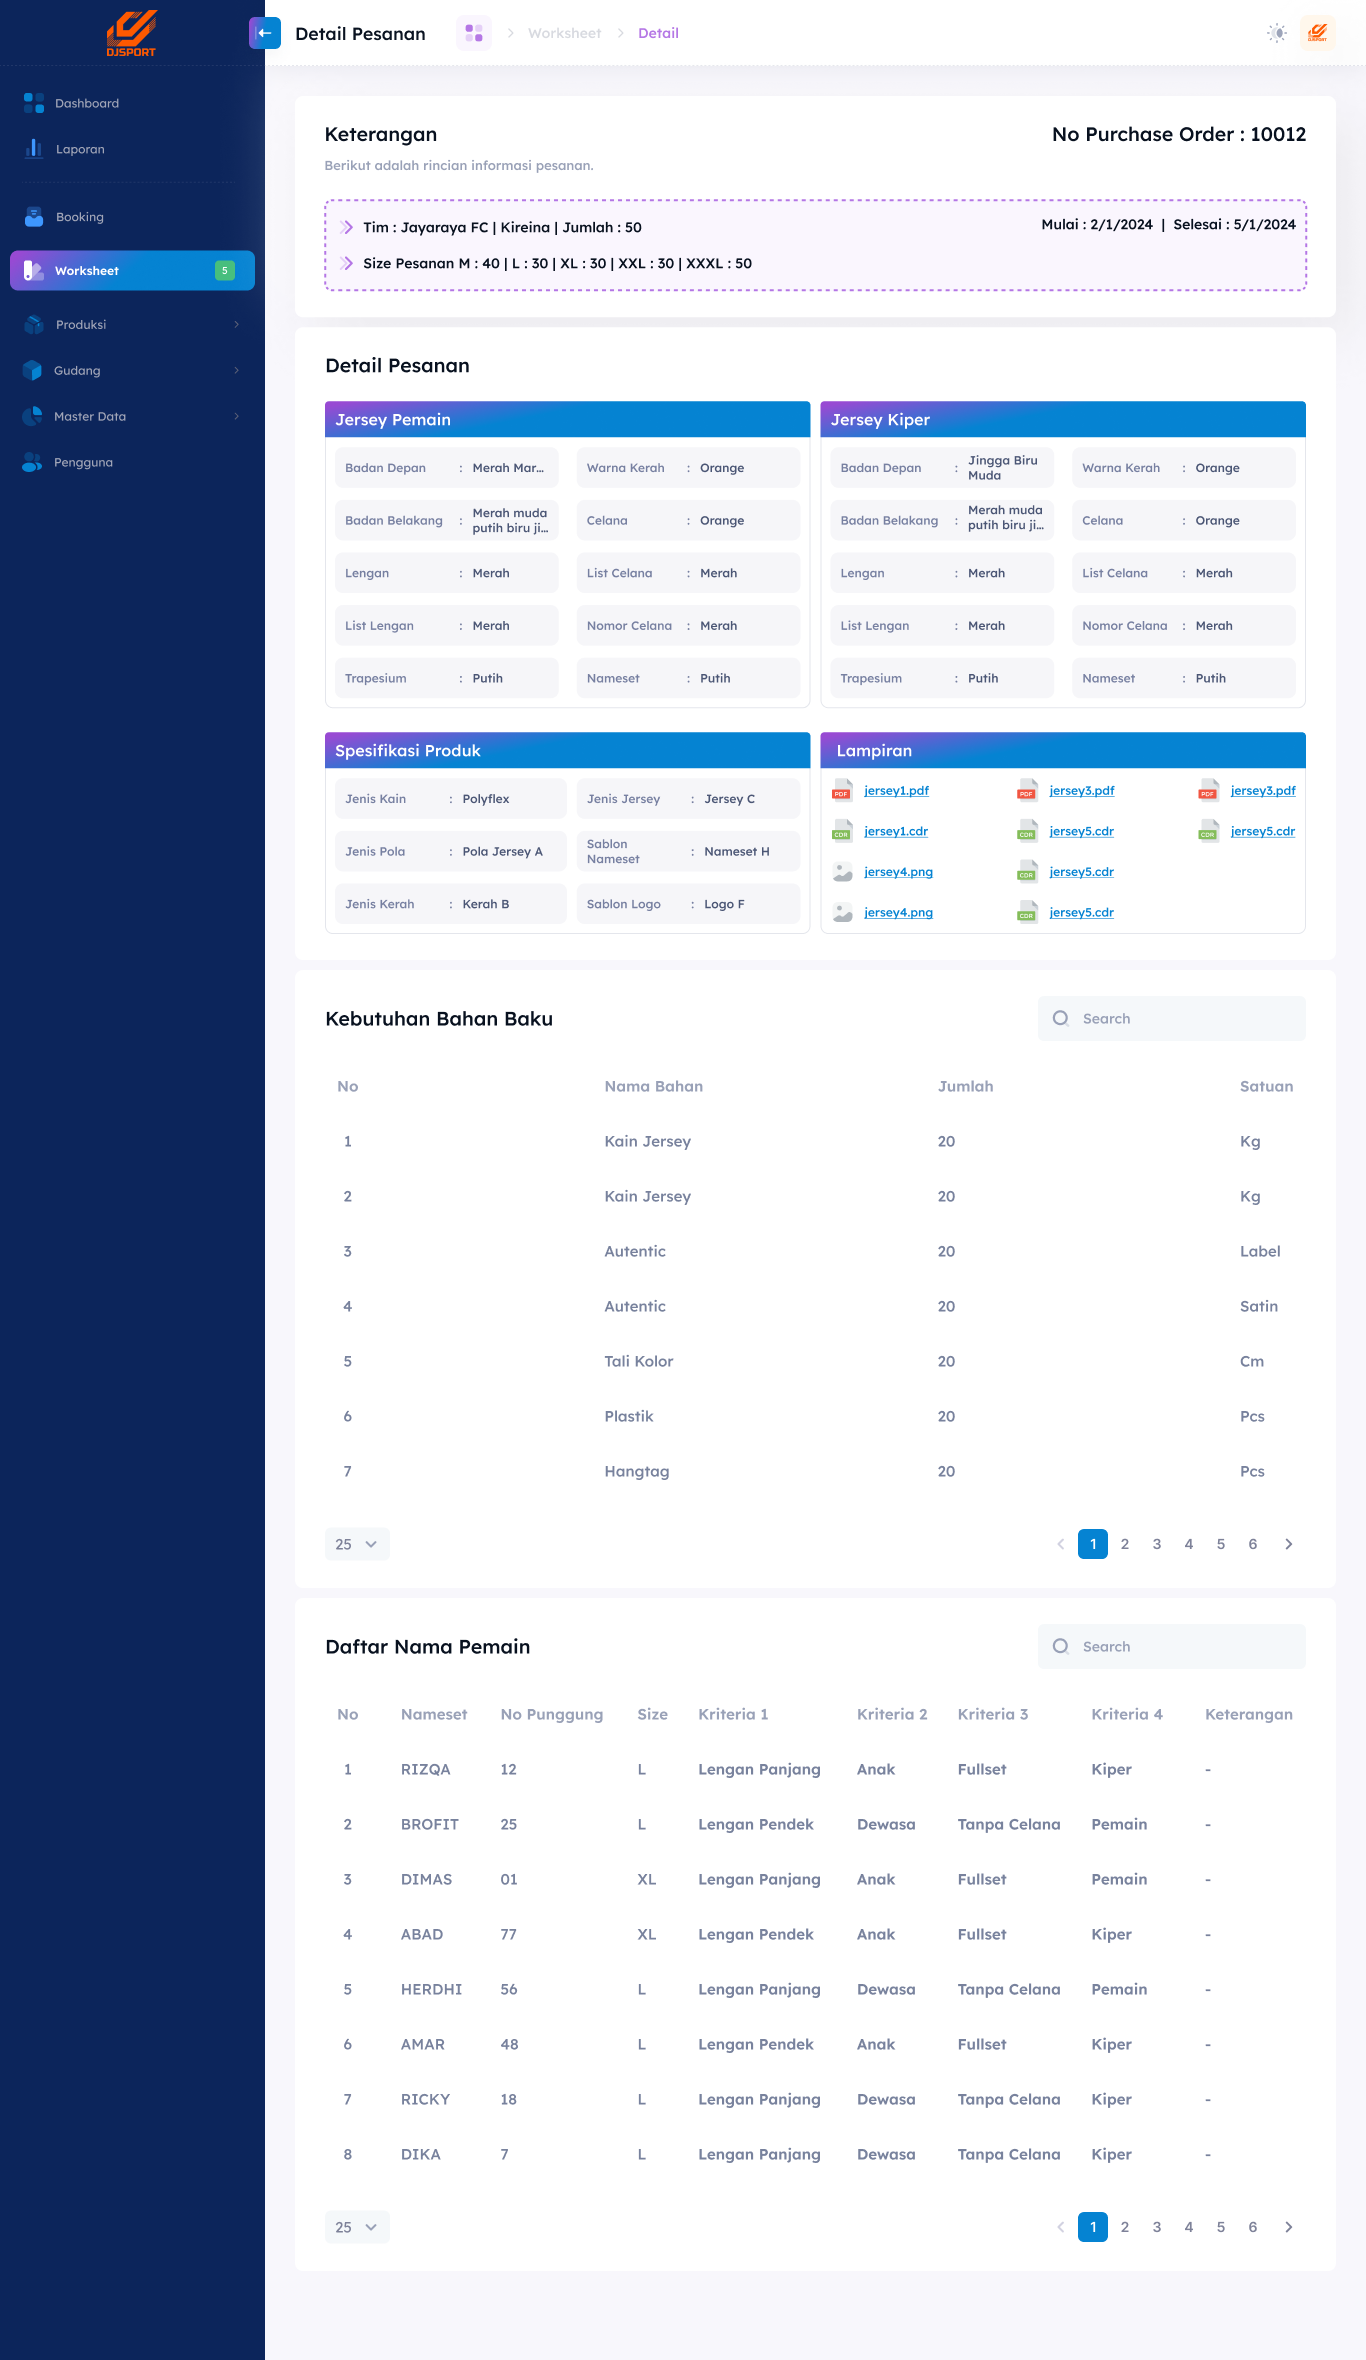 DJSPORT
Detail Pesanan
Worksheet
Detail
DJSPORT
Dashboard
Laporan
Booking
Worksheet 5
Produksi
Gudang
Master Data
Pengguna
Keterangan
No Purchase Order : 10012
Berikut adalah rincian informasi pesanan.
Tim : Jayaraya FC | Kireina | Jumlah : 50
Mulai : 2/1/2024 | Selesai : 5/1/2024
Size Pesanan M : 40 | L : 30 | XL : 30 | XXL : 30 | XXXL : 50
Detail Pesanan
Jersey Pemain
Badan Depan : Merah Mar...
Warna Kerah : Orange
Badan Belakang : Merah muda
putih biru ji...
Celana : Orange
Lengan : Merah
List Celana : Merah
List Lengan : Merah
Nomor Celana : Merah
Trapesium : Putih
Nameset : Putih
Jersey Kiper
Badan Depan : Jingga Biru
Muda
Warna Kerah : Orange
Badan Belakang : Merah muda
putih biru ji...
Celana : Orange
Lengan : Merah
List Celana : Merah
List Lengan : Merah
Nomor Celana : Merah
Trapesium : Putih
Nameset : Putih
Spesifikasi Produk
Jenis Kain : Polyflex
Jenis Jersey : Jersey C
Jenis Pola : Pola Jersey A
Sablon
Nameset : Nameset H
Jenis Kerah : Kerah B
Sablon Logo : Logo F
Lampiran
PDF jersey1.pdf PDF jersey3.pdf PDF jersey3.pdf
CDR jersey1.cdr CDR jersey5.cdr CDR jersey5.cdr
jersey4.png CDR jersey5.cdr
jersey4.png CDR jersey5.cdr
Kebutuhan Bahan Baku
Search
No Nama Bahan Jumlah Satuan
1 Kain Jersey 20 Kg
2 Kain Jersey 20 Kg
3 Autentic 20 Label
4 Autentic 20 Satin
5 Tali Kolor 20 Cm
6 Plastik 20 Pcs
7 Hangtag 20 Pcs
25
1 2 3 4 5 6
Daftar Nama Pemain
Search
No Nameset No Punggung Size Kriteria 1 Kriteria 2 Kriteria 3 Kriteria 4 Keterangan
1 RIZQA 12 L Lengan Panjang Anak Fullset Kiper -
2 BROFIT 25 L Lengan Pendek Dewasa Tanpa Celana Pemain -
3 DIMAS 01 XL Lengan Panjang Anak Fullset Pemain -
4 ABAD 77 XL Lengan Pendek Anak Fullset Kiper -
5 HERDHI 56 L Lengan Panjang Dewasa Tanpa Celana Pemain -
6 AMAR 48 L Lengan Pendek Anak Fullset Kiper -
7 RICKY 18 L Lengan Panjang Dewasa Tanpa Celana Kiper -
8 DIKA 7 L Lengan Panjang Dewasa Tanpa Celana Kiper -
25
1 2 3 4 5 6